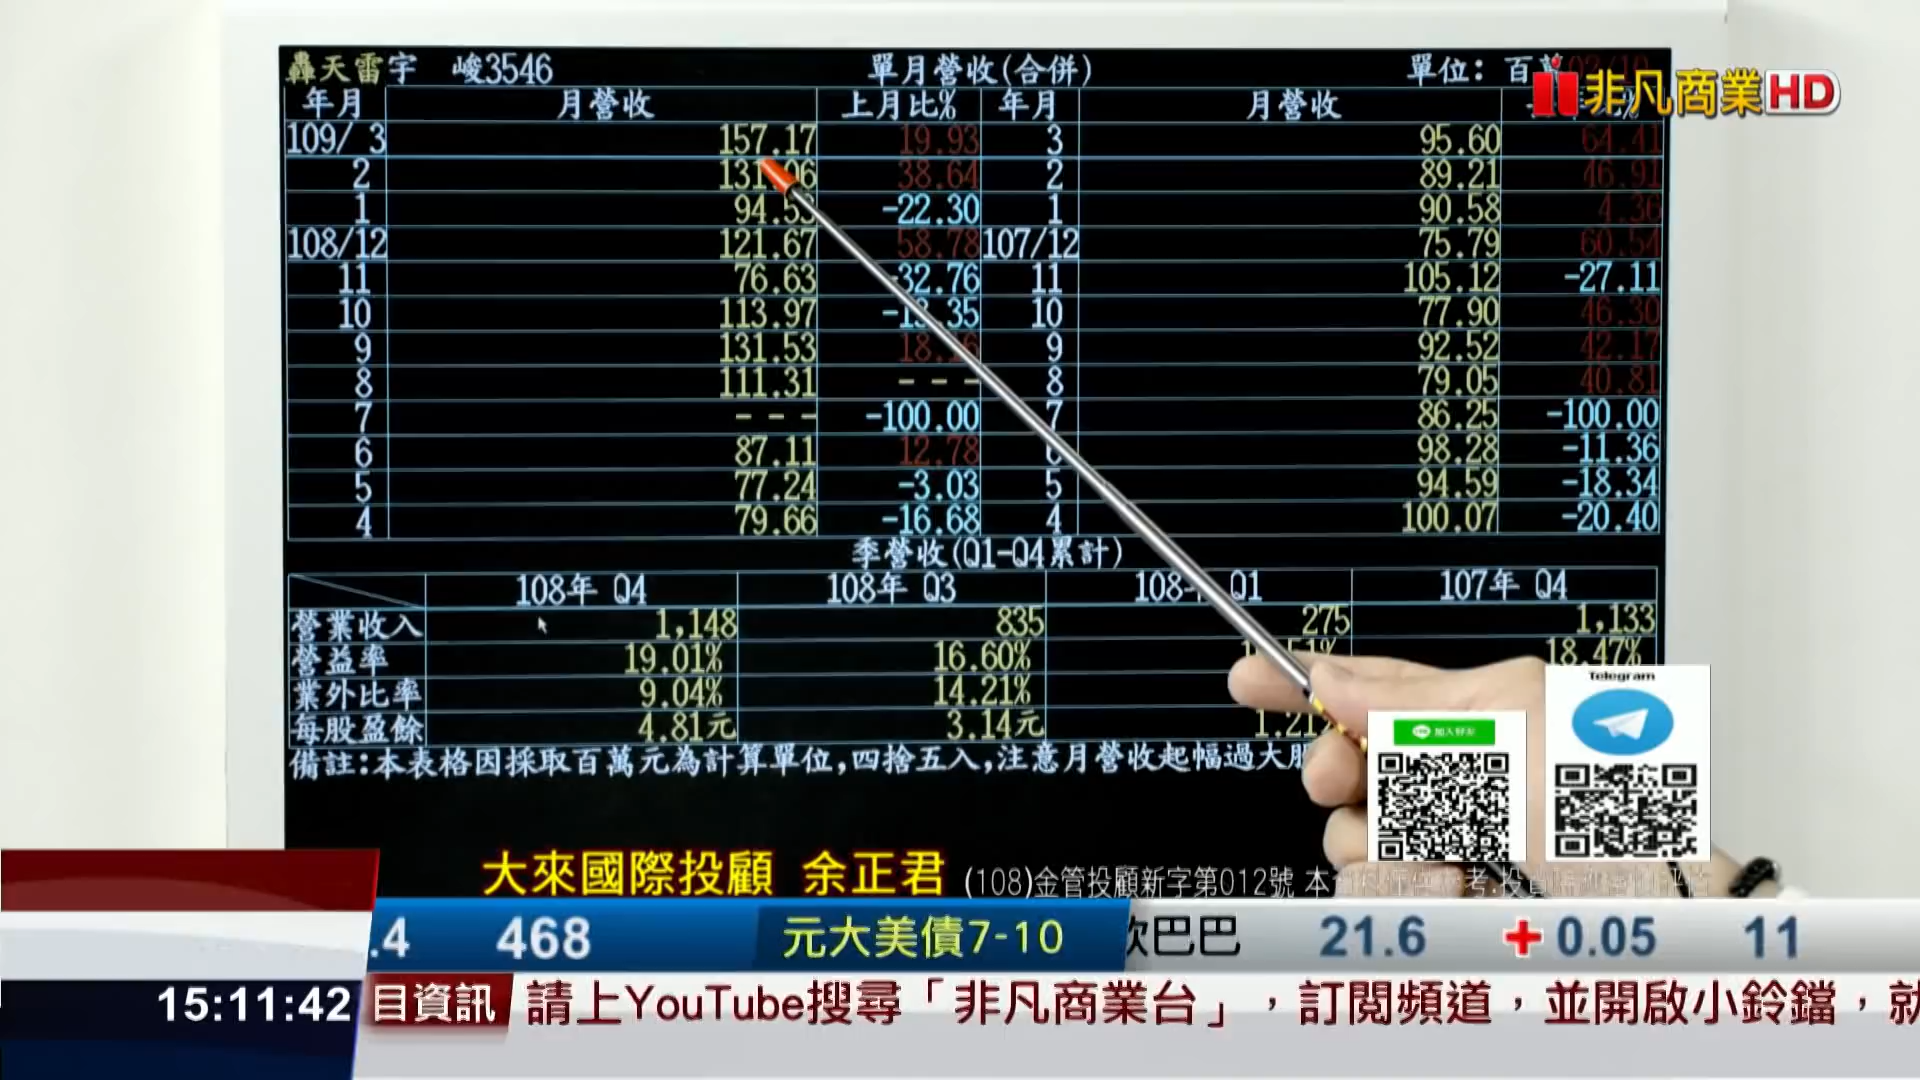 轟天雷宇 峻3546 單月營收(合併) 單位: 百
非凡商業HD
年月 月營收 上月比% 年月 月營收
109/ 3 157.17 19.93 3 95.60 64.41
2 38.64 2 89.21 46.91
1 94.53 -22.30 1 90.58 4.36
108/12 121.67 58.78 107/12 75.79 60.54
11 76.63 -32.76 11 105.12 -27.11
10 113.97 10 77.90 46.30
9 131.53 9 92.52 42.17
8 111.31 --- 8 79.05 40.81
7 --- -100.00 7 86.25 -100.00
6 87.11 12.78 98.28 -11.36
5 77.24 -3.03 5 94.59 -18.34
4 79.66 -16.68 4 100.07 -20.40
季營收(Q1-Q4累計)
108年 Q4 108年 Q3 108年 Q1 107年 Q4
營業收入 1,148 835 275 1,133
營益率 19.01% 16.60% 18.47%
業外比率 9.04% 14.21%
每股盈餘 4.81元 3.14元
備註:本表格因採取百萬元為計算單位,四捨五入,注意月營收起幅過大
加入好友
Telegram
大來國際投顧 余正君 (108)金管投顧新字第012號
.4 468 元大美債7-10 巴巴 21.6 +0.05 11
15:11:42 目資訊 請上YouTube搜尋「非凡商業台」，訂閱頻道，並開啟小鈴鐺，就